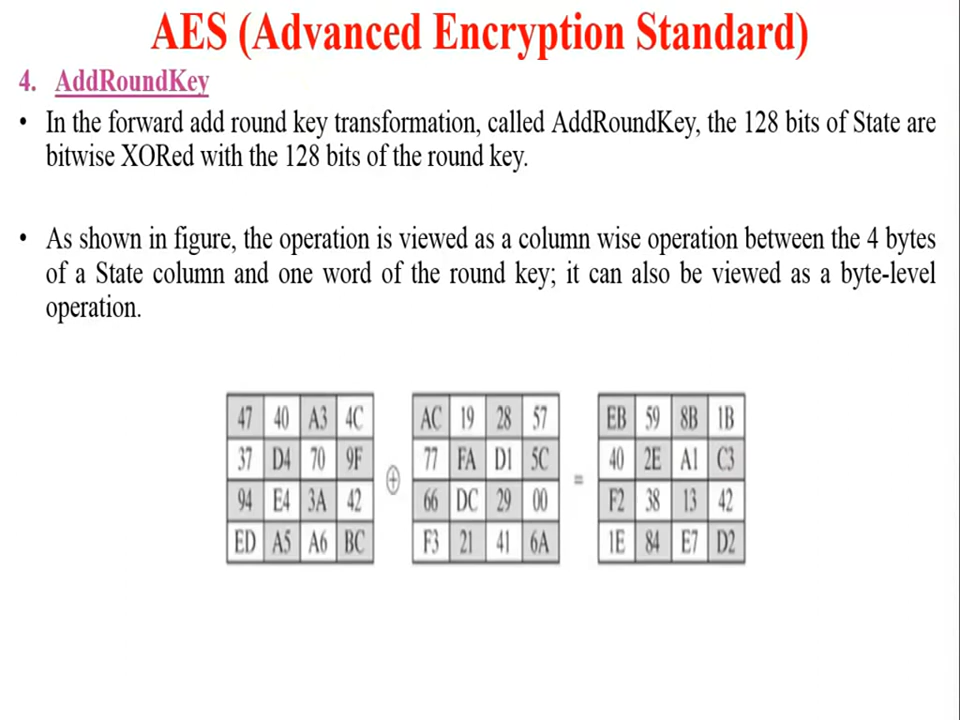 AES (Advanced Encryption Standard)
4. AddRoundKey
• In the forward add round key transformation, called AddRoundKey, the 128 bits of State are
bitwise XORed with the 128 bits of the round key.
• As shown in figure, the operation is viewed as a column wise operation between the 4 bytes
of a State column and one word of the round key; it can also be viewed as a byte-level
operation.
47 40 A3 4C AC 19 28 57 EB 59 8B 1B
37 D4 70 9F 77 FA D1 5C 40 2E A1 C3
94 E4 3A 42 66 DC 29 00 F2 38 13 42
⊕ =
ED A5 A6 BC F3 21 41 6A 1E 84 E7 D2